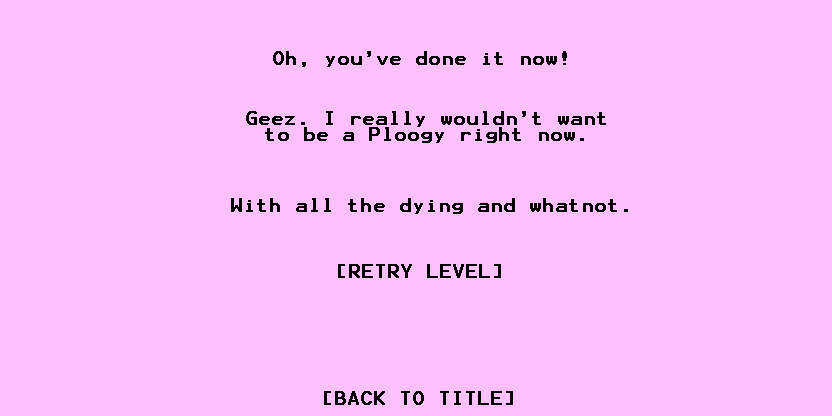 Oh, you've done it now!
Geez. I really wouldn't want
to be a Ploogy right now.
With all the dying and whatnot.
[RETRY LEVEL]
[BACK TO TITLE]